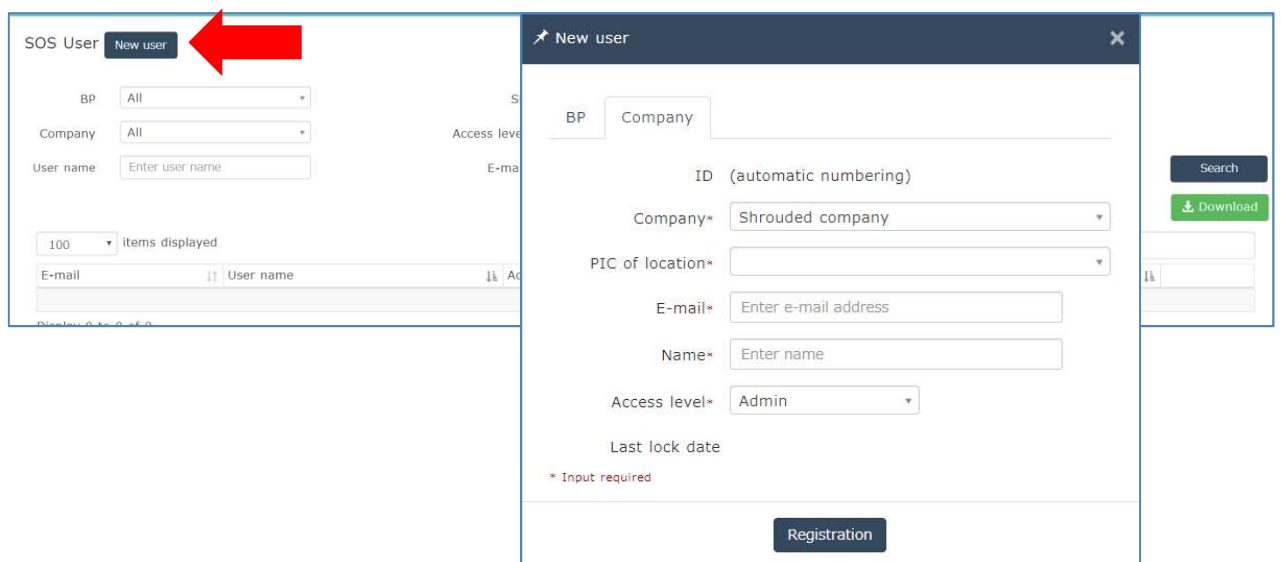 SOS User New user
BP All S
Company All Access leve
User name Enter user name E-ma
Search
Download
100 items displayed
E-mail User name Ac
New user
BP Company
ID (automatic numbering)
Company* Shrouded company
PIC of location*
E-mail* Enter e-mail address
Name* Enter name
Access level* Admin
Last lock date
* Input required
Registration